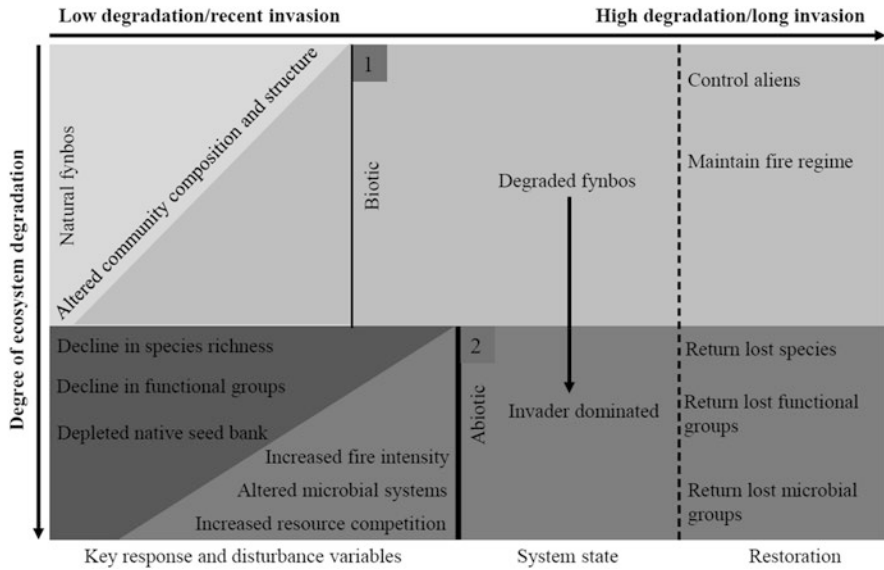 Low degradation/recent invasion
High degradation/long invasion
Degree of ecosystem degradation
Natural fynbos
Altered community composition and structure
1
Biotic
Degraded fynbos
Control aliens
Maintain fire regime
Decline in species richness
Decline in functional groups
Depleted native seed bank
Increased fire intensity
Altered microbial systems
Increased resource competition
2
Abiotic
Invader dominated
Return lost species
Return lost functional
groups
Return lost microbial
groups
Key response and disturbance variables
System state
Restoration